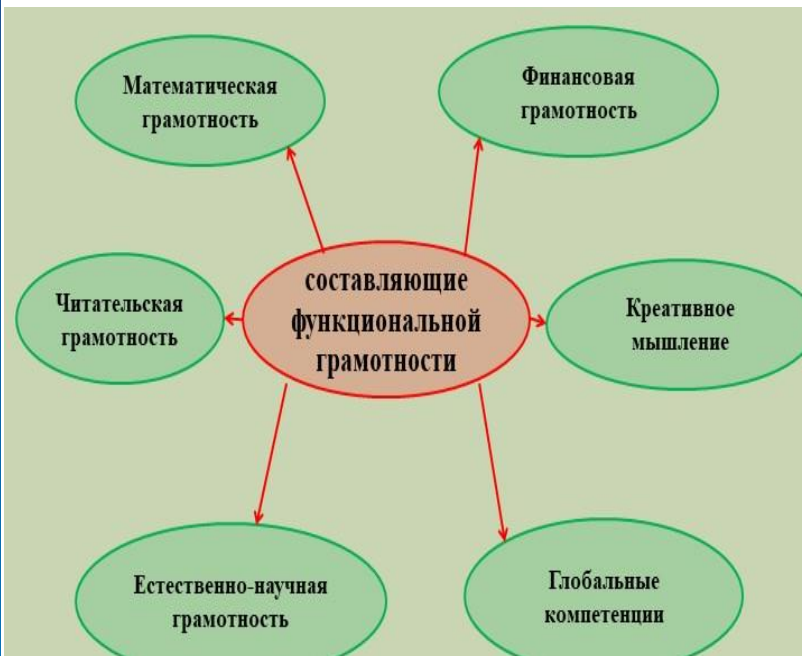 Математическая
грамотность
Финансовая
грамотность
Читательская
грамотность
составляющие
функциональной
грамотности
Креативное
мышление
Естественно-научная
грамотность
Глобальные
компетенции